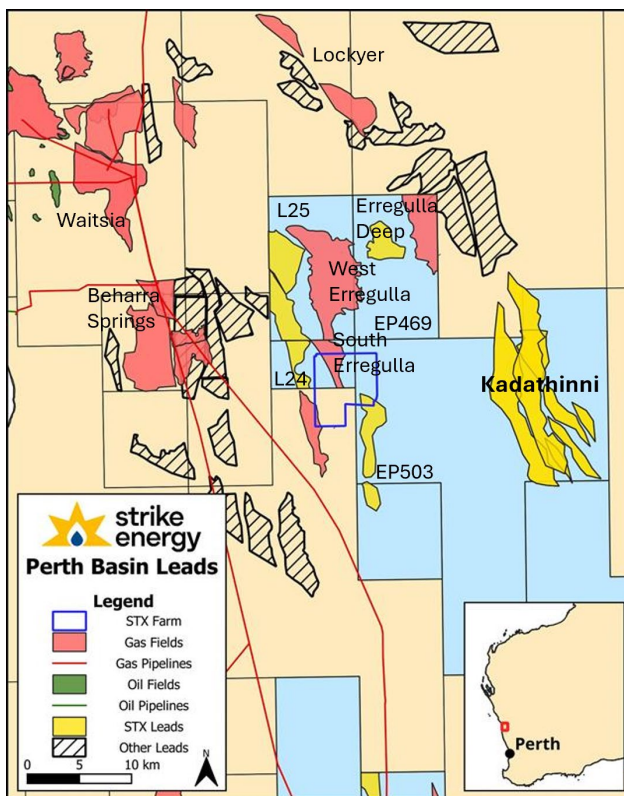 Lockyer
Waitsia
L25
Erregulla
Deep
West
Erregulla
Beharra
Springs
EP469
South
Erregulla
L24
Kadathinni
EP503
strike
energy
Perth Basin Leads
Legend
STX Farm
Gas Fields
Gas Pipelines
Oil Fields
Oil Pipelines
STX Leads
Other Leads
0 5 10 km
N
Perth